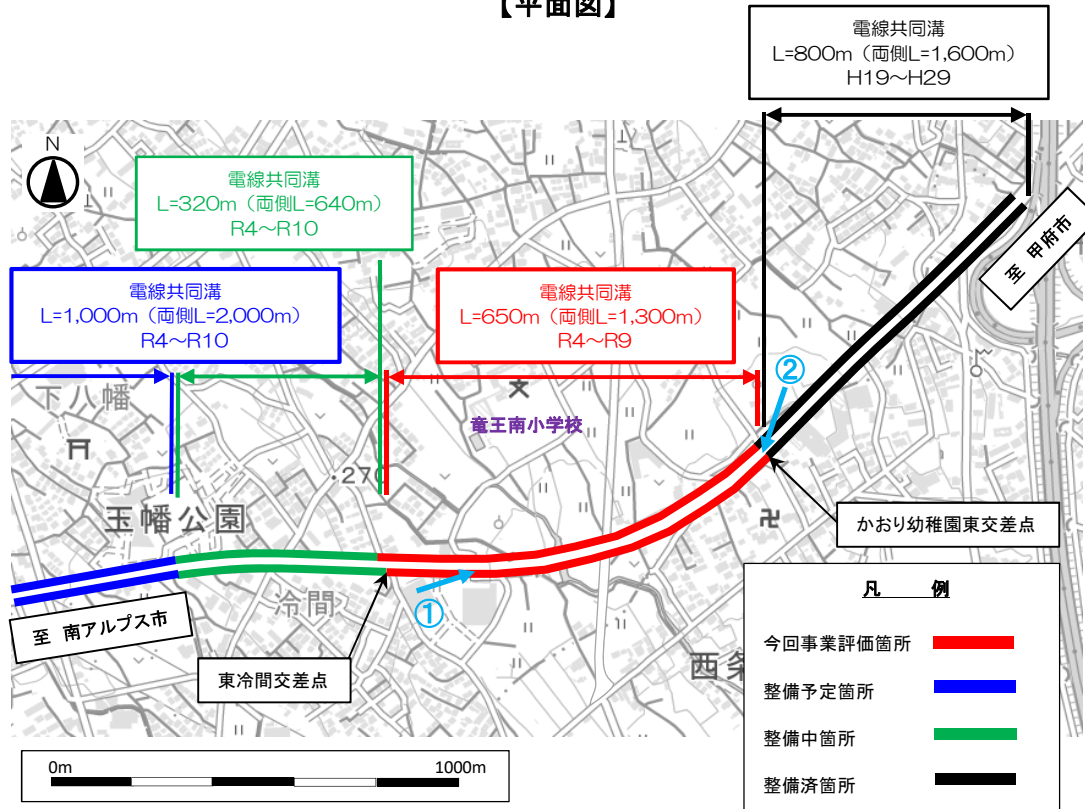 【平面図】
電線共同溝
L=800m（両側L=1,600m）
H19～H29
N
電線共同溝
L=320m（両側L=640m）
R4～R10
電線共同溝
L=1,000m（両側L=2,000m）
R4～R10
電線共同溝
L=650m（両側L=1,300m）
R4～R9
至 甲府市
②
下八幡
文
竜王南小学校
・270
玉幡公園
かおり幼稚園東交差点
①
冷間
至 南アルプス市
東冷間交差点
西条
凡 例
今回事業評価箇所
整備予定箇所
整備中箇所
整備済箇所
0m 1000m